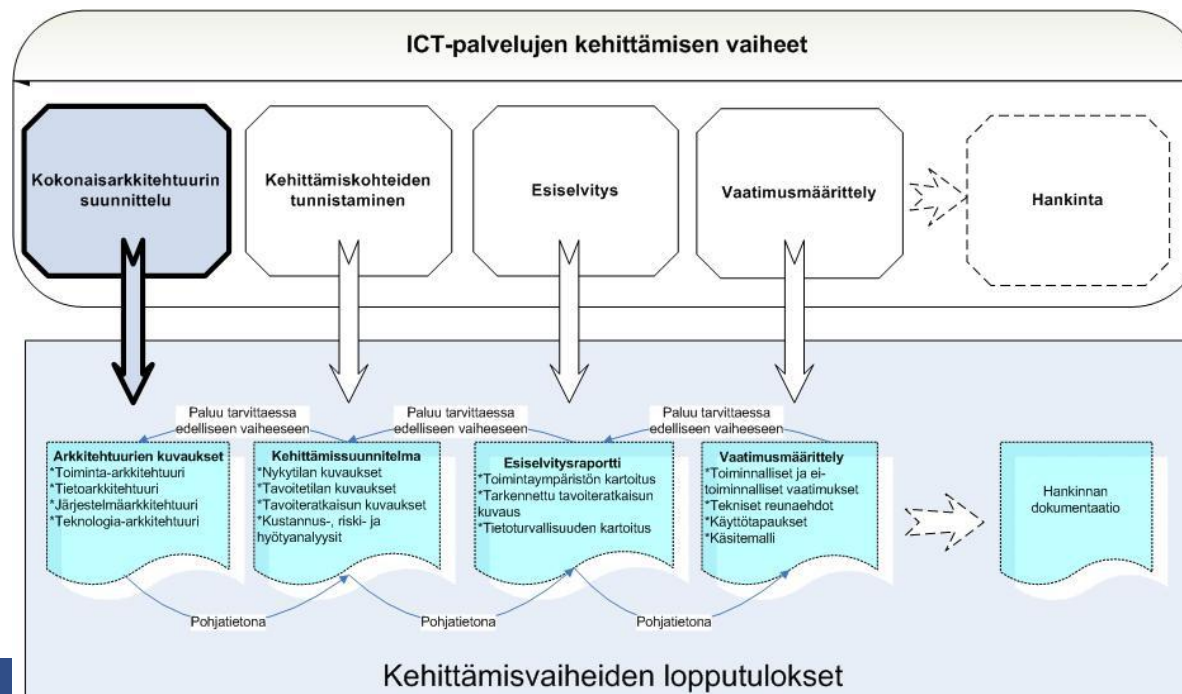 ICT-palvelujen kehittämisen vaiheet
Kokonaisarkkitehtuurin
suunnittelu
Kehittämiskohteiden
tunnistaminen
Esiselvitys
Vaatimusmäärittely
Hankinta
Paluu tarvittaessa
edelliseen vaiheeseen
Paluu tarvittaessa
edelliseen vaiheeseen
Paluu tarvittaessa
edelliseen vaiheeseen
Arkkitehtuurien kuvaukset
*Toiminta-arkkitehtuuri
*Tietoarkkitehtuuri
*Järjestelmäarkkitehtuuri
*Teknologia-arkkitehtuuri
Kehittämissuunnitelma
*Nykytilan kuvaukset
*Tavoitetilan kuvaukset
*Tavoiteratkaisun kuvaukset
*Kustannus-, riski- ja
hyötyanalyysit
Esiselvitysraportti
*Toimintaympäristön kartoitus
*Tarkennettu tavoiteratkaisun
kuvaus
*Tietoturvallisuuden kartoitus
Vaatimusmäärittely
*Toiminnalliset ja ei-
toiminnalliset vaatimukset
*Tekniset reunaehdot
*Käyttötapaukset
*Käsitemalli
Hankinnan
dokumentaatio
Pohjatietona
Pohjatietona
Pohjatietona
Kehittämisvaiheiden lopputulokset